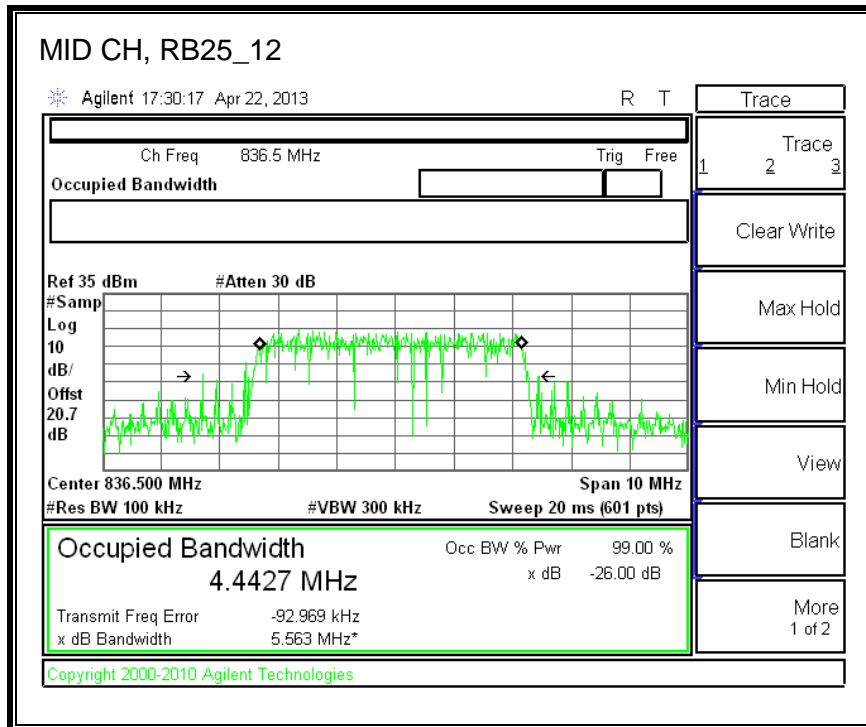 MID CH, RB25_12
Agilent 17:30:17 Apr 22, 2013 R T
Trace
Ch Freq 836.5 MHz Trig Free
Occupied Bandwidth
Trace
1 2 3
Clear Write
Max Hold
Min Hold
View
Blank
More
1 of 2
Ref 35 dBm #Atten 30 dB
#Samp
Log
10
dB/
Offst
20.7
dB
Center 836.500 MHz Span 10 MHz
#Res BW 100 kHz #VBW 300 kHz Sweep 20 ms (601 pts)
Occupied Bandwidth Occ BW % Pwr 99.00 %
4.4427 MHz x dB -26.00 dB
Transmit Freq Error -92.969 kHz
x dB Bandwidth 5.563 MHz*
Copyright 2000-2010 Agilent Technologies